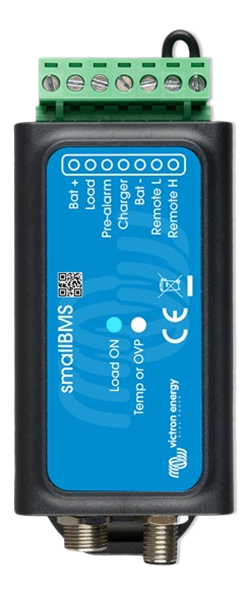 Bat +
Load
Pre-alarm
Charger
Bat -
Remote L
Remote H
smallBMS
Load ON
Temp or OVP
CE
victron energy